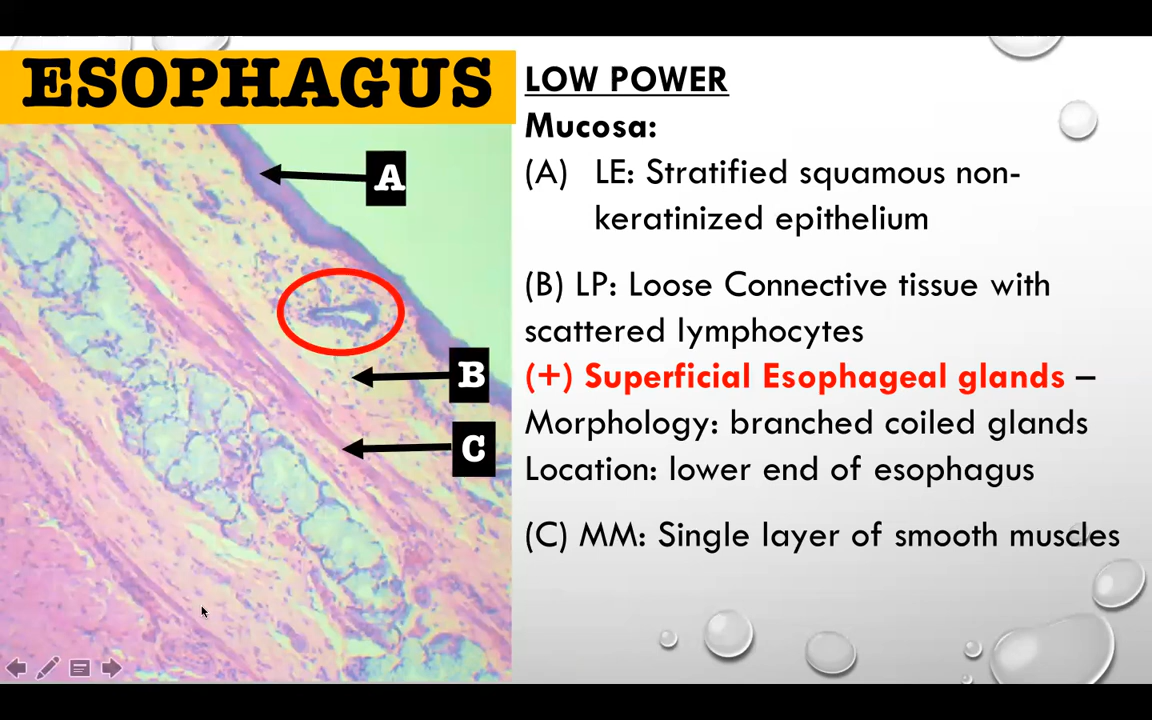 ESOPHAGUS
A
B
C
LOW POWER
Mucosa:
(A) LE: Stratified squamous non-
keratinized epithelium
(B) LP: Loose Connective tissue with
scattered lymphocytes
(+) Superficial Esophageal glands –
Morphology: branched coiled glands
Location: lower end of esophagus
(C) MM: Single layer of smooth muscles